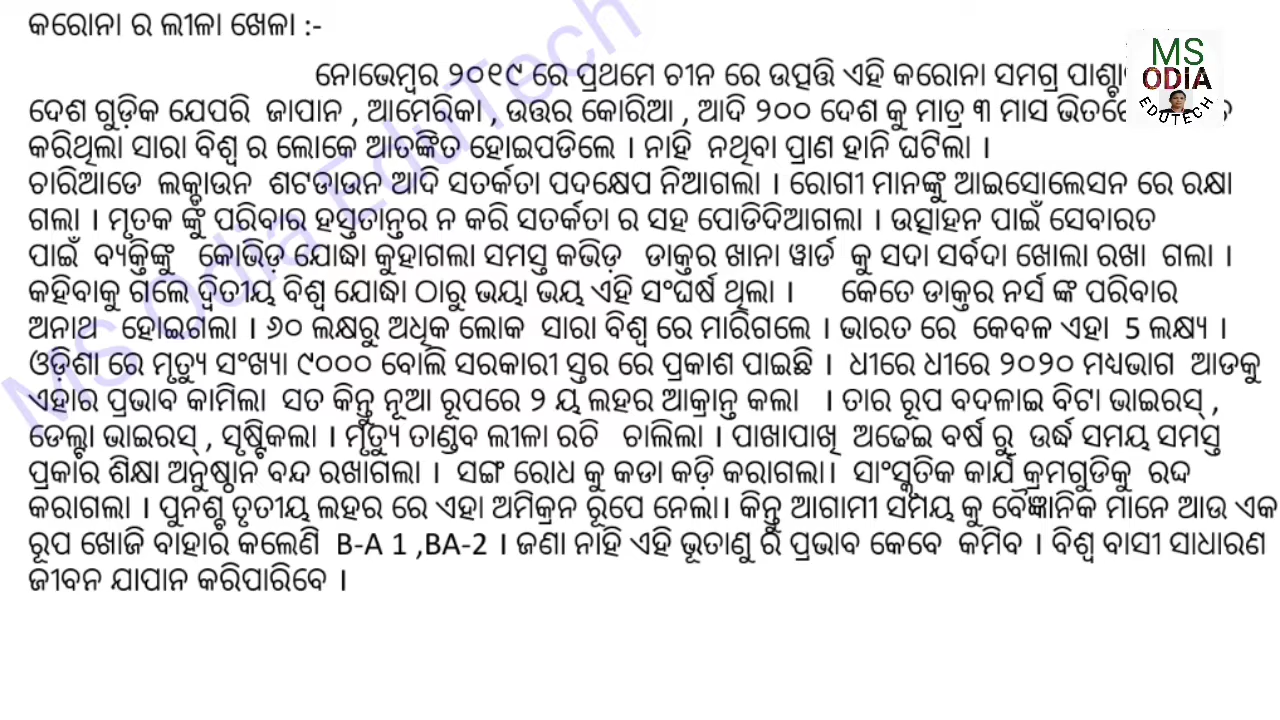 କରୋନା ର ଲୀଳା ଖେଳା :-
ନୋଭେମ୍ବର ୨୦୧୯ ରେ ପ୍ରଥମେ ଚୀନ ରେ ଉତ୍ପତ୍ତି ଏହି କରୋନା ସମଗ୍ର
ଦେଶ ଗୁଡ଼ିକ ଯେପରି ଜାପାନ , ଆମେରିକା , ଉତ୍ତର କୋରିଆ , ଆଦି ୨୦୦ ଦେଶ କୁ ମାତ୍ର ୩ ମାସ
କରିଥିଲା ସାରା ବିଶ୍ୱ ର ଲୋକେ ଆତଙ୍କିତ ହୋଇପଡିଲେ । ନାହି ନଥିବା ପ୍ରାଣ ହାନି ଘଟିଲା ।
ଚାରିଆଡେ ଲକ୍ଡାଉନ ଶଟଡାଉନ ଆଦି ସତର୍କତା ପଦକ୍ଷେପ ନିଆଗଲା । ରୋଗୀ ମାନଙ୍କୁ ଆଇସୋଲେସନ ରେ ରକ୍ଷା
ଗଲା । ମୃତକ ଙ୍କୁ ପରିବାର ହସ୍ତତାନ୍ତର ନ କରି ସତର୍କତା ର ସହ ପୋଡିଦିଆଗଲା । ଉତ୍ସାହନ ପାଇଁ ସେବାରତ
ପାଇଁ ବ୍ୟକ୍ତିଙ୍କୁ କୋଭିଡ଼ ଯୋଦ୍ଧା କୁହାଗଲା ସମସ୍ତ କଭିଡ଼ ଡାକ୍ତର ଖାନା ୱାର୍ଡ କୁ ସଦା ସର୍ବଦା ଖୋଲା ରଖା ଗଲା ।
କହିବାକୁ ଗଲେ ଦ୍ୱିତୀୟ ବିଶ୍ୱ ଯୋଦ୍ଧା ଠାରୁ ଭୟା ଭୟ ଏହି ସଂଘର୍ଷ ଥିଲା । କେତେ ଡାକ୍ତର ନର୍ସ ଙ୍କ ପରିବାର
ଅନାଥ ହୋଇଗଲା । ୬୦ ଲକ୍ଷରୁ ଅଧିକ ଲୋକ ସାରା ବିଶ୍ୱ ରେ ମାରିଗଲେ । ଭାରତ ରେ କେବଳ ଏହା 5 ଲକ୍ଷ୍ୟ ।
ଓଡ଼ିଶା ରେ ମୃତ୍ୟୁ ସଂଖ୍ୟା ୯୦୦୦ ବୋଲି ସରକାରୀ ସ୍ତର ରେ ପ୍ରକାଶ ପାଇଛି । ଧୀରେ ଧୀରେ ୨୦୨୦ ମଧ୍ୟଭାଗ ଆଡକୁ
ଏହାର ପ୍ରଭାବ କାମିଲା ସତ କିନ୍ତୁ ନୂଆ ରୂପରେ ୨ ୟ ଲହର ଆକ୍ରାନ୍ତ କଲା । ତାର ରୂପ ବଦଳାଇ ବିଟା ଭାଇରସ୍ ,
ଡେଲ୍ଟା ଭାଇରସ୍ , ସୃଷ୍ଟିକଲା । ମୃତ୍ୟୁ ତାଣ୍ଡବ ଲୀଳା ରଚି ଚାଲିଲା । ପାଖାପାଖି ଅଢେଇ ବର୍ଷ ରୁ ଉର୍ଦ୍ଧ ସମୟ ସମସ୍ତ
ପ୍ରକାର ଶିକ୍ଷା ଅନୁଷ୍ଠାନ ବନ୍ଦ ରଖାଗଲା । ସଙ୍ଗ ରୋଧ କୁ କଡା କଡ଼ି କରାଗଲା। ସାଂସ୍କୃତିକ କାର୍ଯ କ୍ରମଗୁଡିକୁ ରଦ୍ଦ
କରାଗଲା । ପୁନଶ୍ଚ ତୃତୀୟ ଲହର ରେ ଏହା ଅମିକ୍ରନ ରୂପେ ନେଲା। କିନ୍ତୁ ଆଗାମୀ ସମୟ କୁ ବୈଜ୍ଞାନିକ ମାନେ ଆଉ ଏକ
ରୂପ ଖୋଜି ବାହାର କଲେଣି B-A 1 ,BA-2 । ଜଣା ନାହି ଏହି ଭୂତାଣୁ ର ପ୍ରଭାବ କେବେ କମିବ । ବିଶ୍ୱ ବାସୀ ସାଧାରଣ
ଜୀବନ ଯାପାନ କରିପାରିବେ ।
MS
ODIA
EDUTECH
MS Odia EduTech